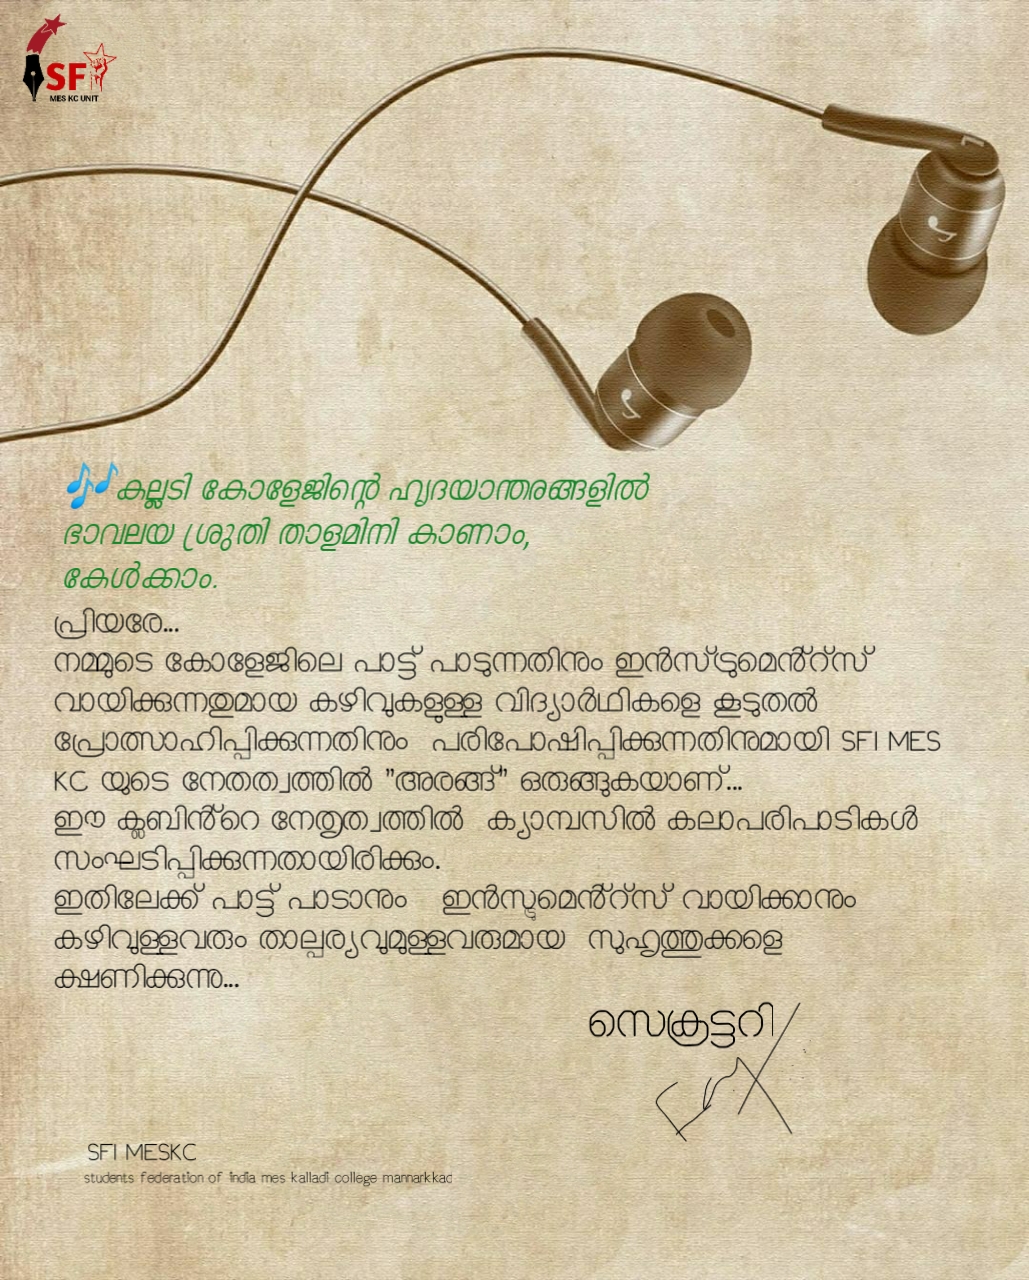 SFI
MES KC UNIT
🎶കല്ലടി കോളേജിന്റെ ഹൃദയാന്തരങ്ങളിൽ
ഭാവലയ ശ്രുതി താളമിനി കാണാം,
കേൾക്കാം.
പ്രിയരേ...
നമ്മുടെ കോളേജിലെ പാട്ട് പാടുന്നതിനും ഇൻസ്ട്രുമെൻ്റ്സ്
വായിക്കുന്നതുമായ കഴിവുകളുള്ള വിദ്യാർഥികളെ കൂടുതൽ
പ്രോത്സാഹിപ്പിക്കുന്നതിനും പരിപോഷിപ്പിക്കുന്നതിനുമായി SFI MES
KC യുടെ നേതത്വത്തിൽ "അരങ്ങ്" ഒരുങ്ങുകയാണ്...
ഈ ക്ലബിൻ്റെ നേതൃത്വത്തിൽ ക്യാമ്പസിൽ കലാപരിപാടികൾ
സംഘടിപ്പിക്കുന്നതായിരിക്കും.
ഇതിലേക്ക് പാട്ട് പാടാനും ഇൻസ്ട്രുമെൻ്റ്സ് വായിക്കാനും
കഴിവുള്ളവരും താല്പര്യവുമുള്ളവരുമായ സുഹൃത്തുക്കളെ
ക്ഷണിക്കുന്നു...
സെക്രട്ടറി
SFI MESKC
students federation of india mes kalladi college mannarkkad